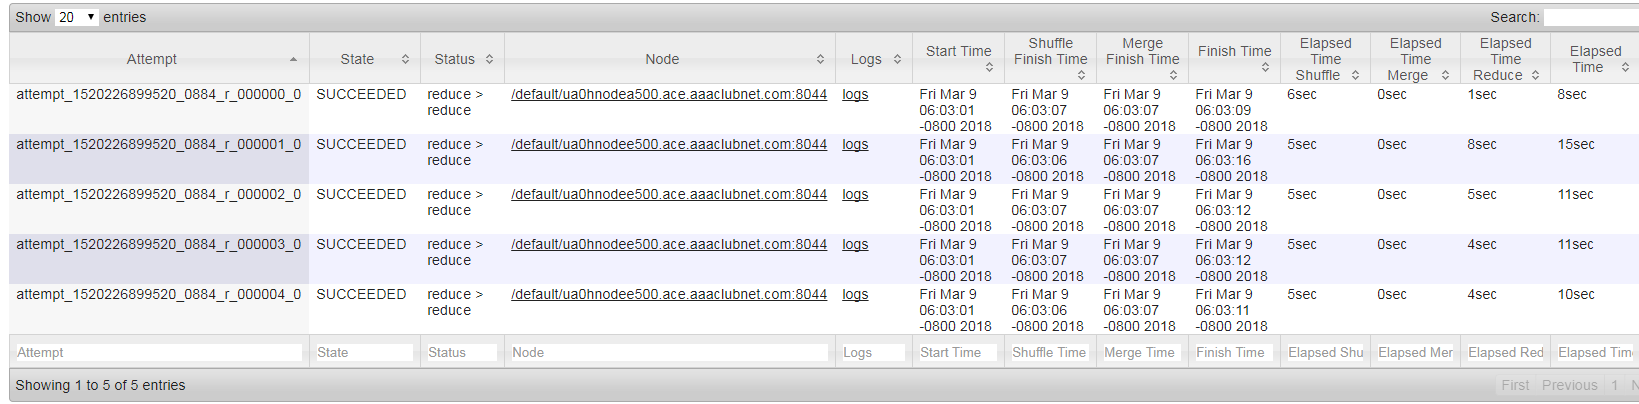 Show 20 entries Search:
Attempt State Status Node Logs Start Time Shuffle Finish Time Merge Finish Time Finish Time Elapsed Time Shuffle Elapsed Time Merge Elapsed Time Reduce Elapsed Time
attempt_1520226899520_0884_r_000000_0 SUCCEEDED reduce > reduce /default/ua0hnodea500.ace.aaaclubnet.com:8044 logs Fri Mar 9 06:03:01 -0800 2018 Fri Mar 9 06:03:07 -0800 2018 Fri Mar 9 06:03:07 -0800 2018 Fri Mar 9 06:03:09 -0800 2018 6sec 0sec 1sec 8sec
attempt_1520226899520_0884_r_000001_0 SUCCEEDED reduce > reduce /default/ua0hnodee500.ace.aaaclubnet.com:8044 logs Fri Mar 9 06:03:01 -0800 2018 Fri Mar 9 06:03:06 -0800 2018 Fri Mar 9 06:03:07 -0800 2018 Fri Mar 9 06:03:16 -0800 2018 5sec 0sec 8sec 15sec
attempt_1520226899520_0884_r_000002_0 SUCCEEDED reduce > reduce /default/ua0hnodee500.ace.aaaclubnet.com:8044 logs Fri Mar 9 06:03:01 -0800 2018 Fri Mar 9 06:03:07 -0800 2018 Fri Mar 9 06:03:07 -0800 2018 Fri Mar 9 06:03:12 -0800 2018 5sec 0sec 5sec 11sec
attempt_1520226899520_0884_r_000003_0 SUCCEEDED reduce > reduce /default/ua0hnodee500.ace.aaaclubnet.com:8044 logs Fri Mar 9 06:03:01 -0800 2018 Fri Mar 9 06:03:07 -0800 2018 Fri Mar 9 06:03:07 -0800 2018 Fri Mar 9 06:03:12 -0800 2018 5sec 0sec 4sec 11sec
attempt_1520226899520_0884_r_000004_0 SUCCEEDED reduce > reduce /default/ua0hnodee500.ace.aaaclubnet.com:8044 logs Fri Mar 9 06:03:01 -0800 2018 Fri Mar 9 06:03:06 -0800 2018 Fri Mar 9 06:03:07 -0800 2018 Fri Mar 9 06:03:11 -0800 2018 5sec 0sec 4sec 10sec
Attempt State Status Node Logs Start Time Shuffle Time Merge Time Finish Time Elapsed Shu Elapsed Mer Elapsed Red Elapsed Tim
Showing 1 to 5 of 5 entries First Previous 1 N